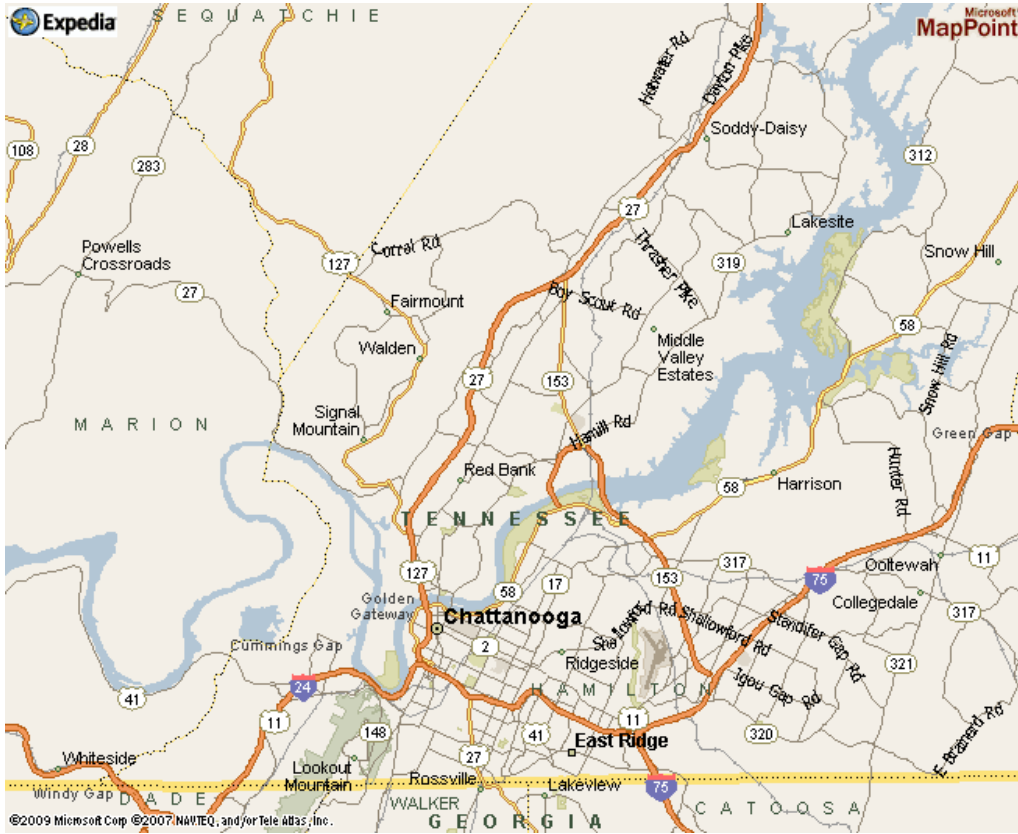 Expedia
SEQUATCHIE
Microsoft
MapPoint
Hotwater Rd
Dayton Pike
Soddy-Daisy
108
28
283
312
27
Lakesite
Powells
Crossroads
127
Corral Rd
Thrasher Pike
319
Snow Hill
27
Boy Scout Rd
Fairmount
58
Walden
Middle
Valley
Estates
27
153
Snow Hill Rd
MARION
Signal
Mountain
Hamill Rd
Green Gap
Red Bank
Hunter Rd
58
Harrison
TENNESSEE
127
58
17
153
317
75
Ooltewah
11
Golden
Gateway
Chattanooga
Collegedale
317
Cummings Gap
2
Shallowford Rd
Shallowford Rd
Standifer Gap Rd
Ridgeside
321
24
41
HAMILTON
Igou Gap Rd
11
11
148
27
41
320
E Brainerd Rd
East Ridge
Whiteside
Lookout
Mountain
Rossville
Lakeview
75
Windy Gap
DADE
WALKER
CATOOSA
GEORGIA
©2009 Microsoft Corp ©2007 NAVTEQ, and/or Tele Atlas, Inc.